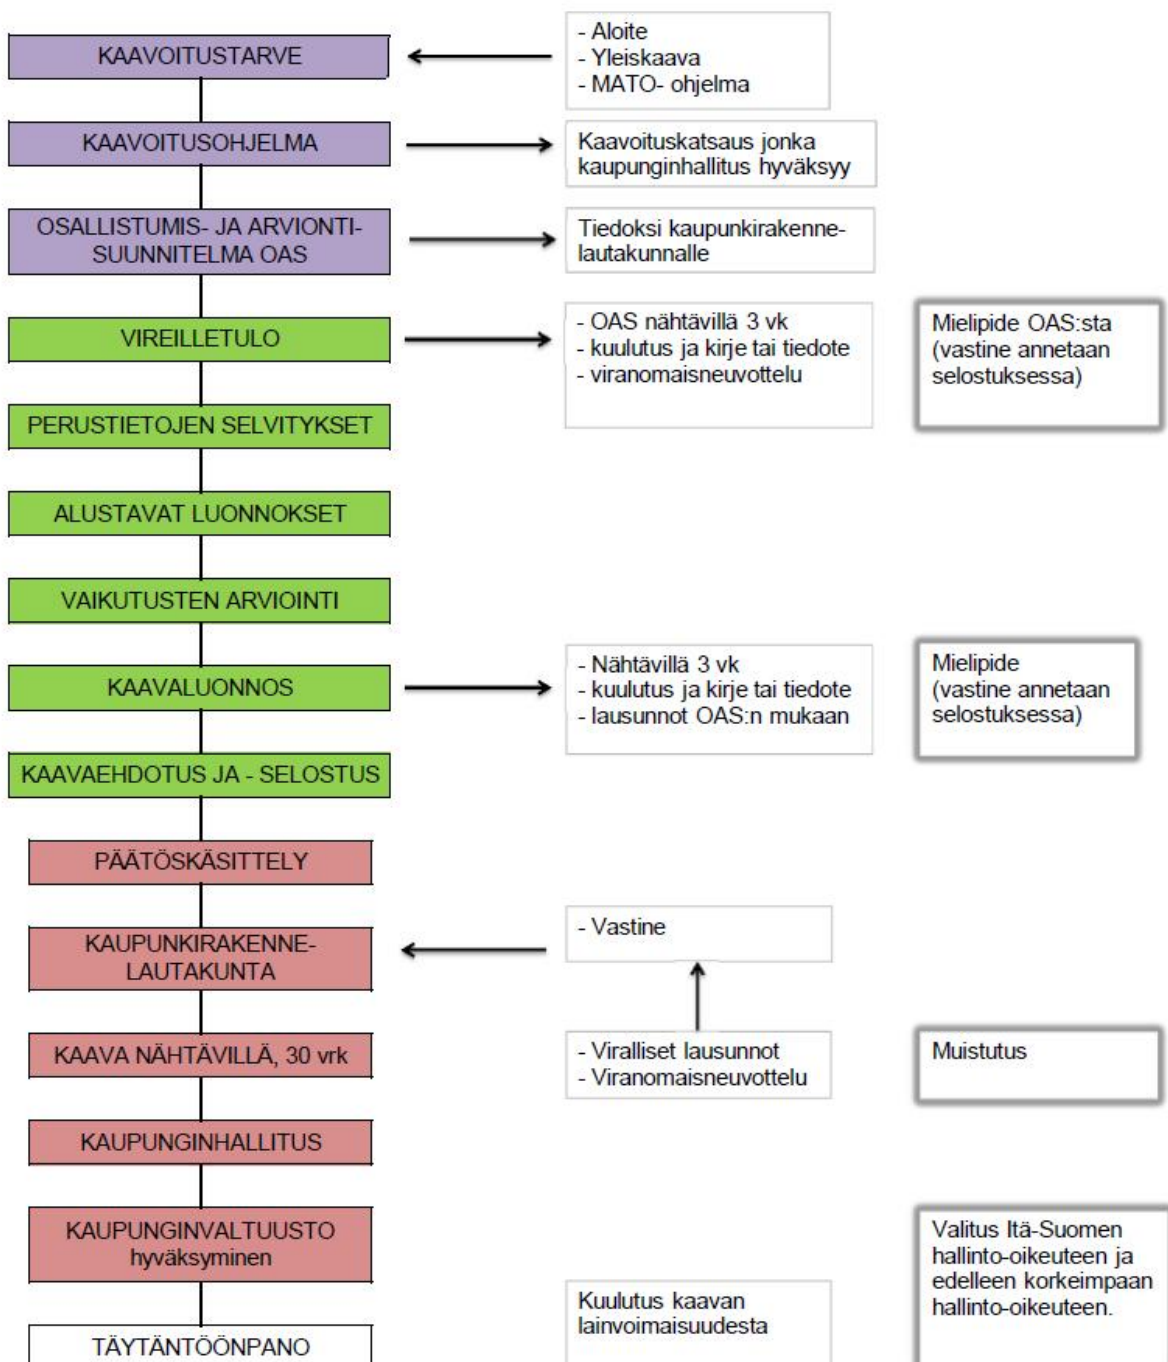 KAAVOITUSTARVE
- Aloite
- Yleiskaava
- MATO- ohjelma
KAAVOITUSOHJELMA
Kaavoituskatsaus jonka
kaupunginhallitus hyväksyy
OSALLISTUMIS- JA ARVIONTI-
SUUNNITELMA OAS
Tiedoksi kaupunkirakenne-
lautakunnalle
VIREILLETULO
- OAS nähtävillä 3 vk
- kuulutus ja kirje tai tiedote
- viranomaisneuvottelu
Mielipide OAS:sta
(vastine annetaan
selostuksessa)
PERUSTIETOJEN SELVITYKSET
ALUSTAVAT LUONNOKSET
VAIKUTUSTEN ARVIOINTI
KAAVALUONNOS
- Nähtävillä 3 vk
- kuulutus ja kirje tai tiedote
- lausunnot OAS:n mukaan
Mielipide
(vastine annetaan
selostuksessa)
KAAVAEHDOTUS JA - SELOSTUS
PÄÄTÖSKÄSITTELY
KAUPUNKIRAKENNE-
LAUTAKUNTA
- Vastine
KAAVA NÄHTÄVILLÄ, 30 vrk
- Viralliset lausunnot
- Viranomaisneuvottelu
Muistutus
KAUPUNGINHALLITUS
KAUPUNGINVALTUUSTO
hyväksyminen
Valitus Itä-Suomen
hallinto-oikeuteen ja
edelleen korkeimpaan
hallinto-oikeuteen.
TÄYTÄNTÖÖNPANO
Kuulutus kaavan
lainvoimaisuudesta